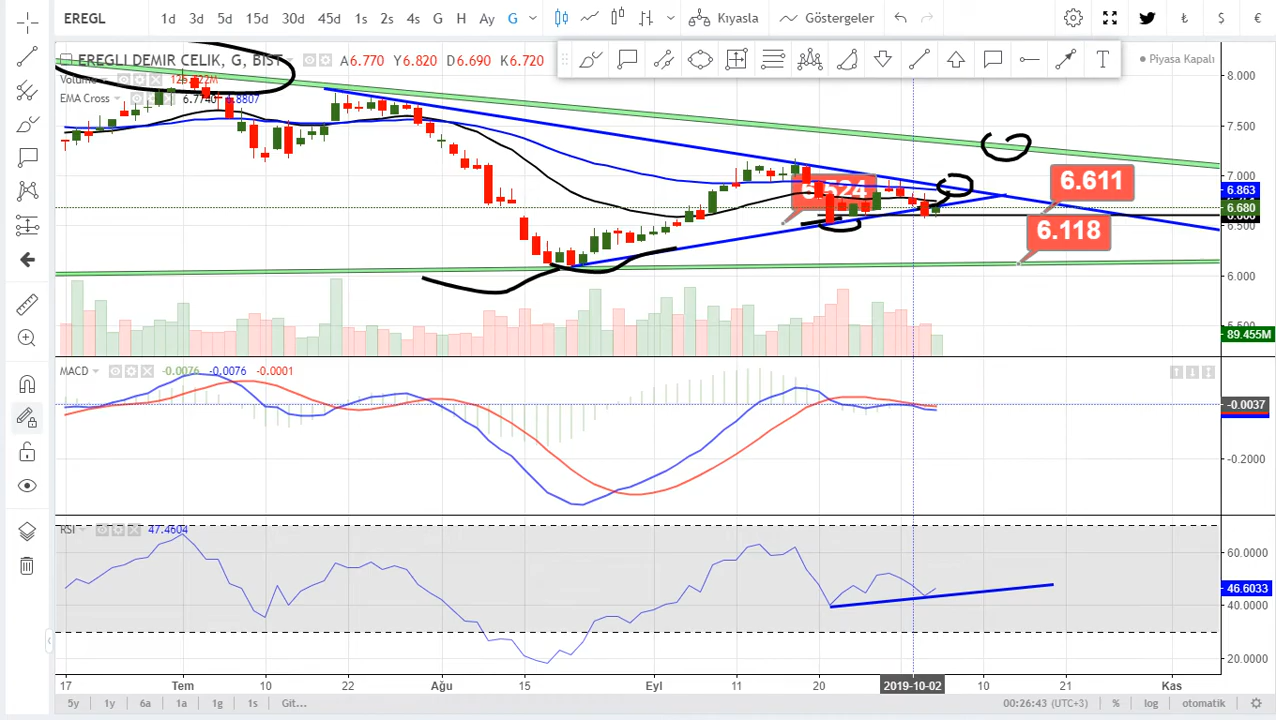 EREGL 1d 3d 5d 15d 30d 45d 1s 2s 4s G H Ay G Kıyasla Göstergeler ₺ $ €
EREGLI DEMIR CELIK, G, BIST A6.770 Y6.820 D6.690 K6.720
Piyasa Kapalı
Volume
EMA Cross 6.7740 6.8807
8.000
7.500
7.000
6.863
6.680
6.500
6.000
89.455M
6.524
6.611
6.118
MACD -0.0076 -0.0076 -0.0001
-0.0037
-0.2000
RSI 47.4604
60.0000
46.6033
40.0000
20.0000
17 Tem 10 22 Ağu 15 Eyl 11 20 2019-10-02 10 21 Kas
5y 1y 6a 1a 1g 1s Git... 00:26:43 (UTC+3) % log otomatik